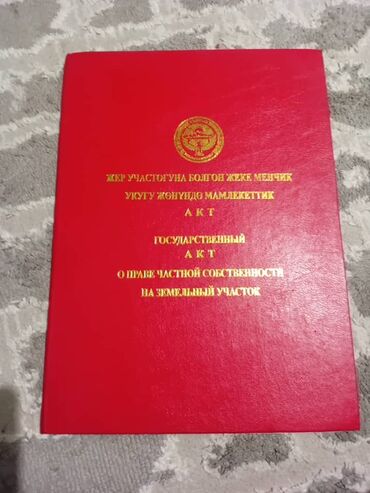 ЖЕР УЧАСТОГУНА БОЛГОН ЖЕКЕ МЕНЧИК
УКУГУ ЖӨНҮНДӨ МАМЛЕКЕТТИК
АКТ
ГОСУДАРСТВЕННЫЙ
АКТ
О ПРАВЕ ЧАСТНОЙ СОБСТВЕННОСТИ
НА ЗЕМЕЛЬНЫЙ УЧАСТОК